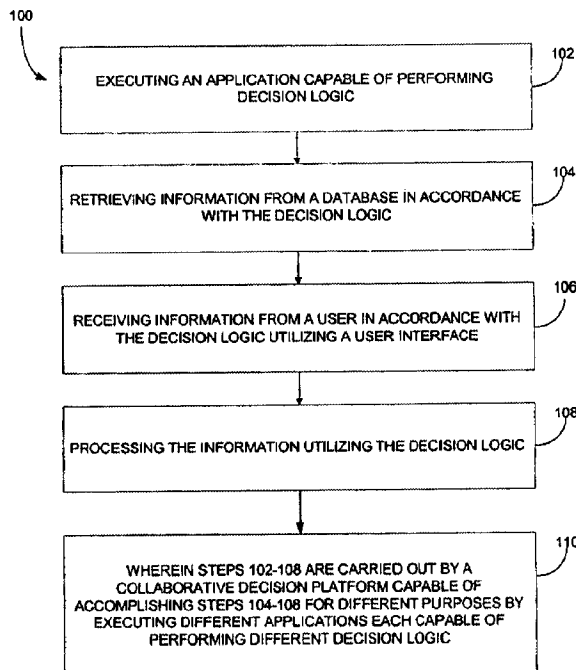 100
EXECUTING AN APPLICATION CAPABLE OF PERFORMING
DECISION LOGIC
102
RETRIEVING INFORMATION FROM A DATABASE IN ACCORDANCE
WITH THE DECISION LOGIC
104
RECEIVING INFORMATION FROM A USER IN ACCORDANCE WITH
THE DECISION LOGIC UTILIZING A USER INTERFACE
106
PROCESSING THE INFORMATION UTILIZING THE DECISION LOGIC
108
WHEREIN STEPS 102-108 ARE CARRIED OUT BY A
COLLABORATIVE DECISION PLATFORM CAPABLE OF
ACCOMPLISHING STEPS 104-108 FOR DIFFERENT PURPOSES BY
EXECUTING DIFFERENT APPLICATIONS EACH CAPABLE OF
PERFORMING DIFFERENT DECISION LOGIC
110